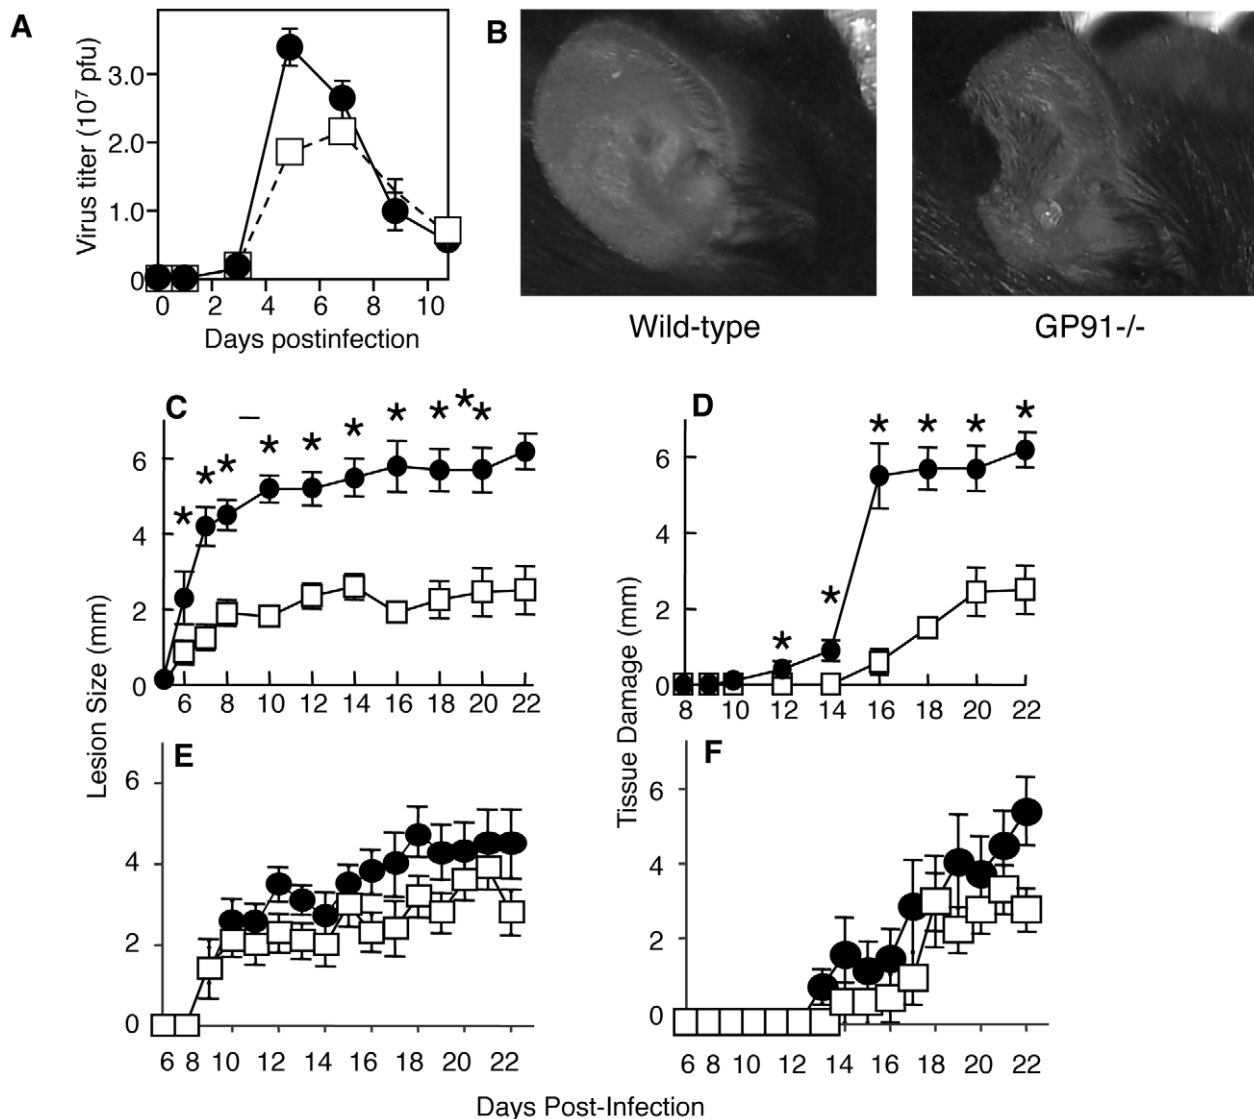 A
Virus titer (10⁷ pfu)
3.0
2.0
1.0
0
0 2 4 6 8 10
Days postinfection
B
Wild-type
GP91-/-
C
* * * * * * * * * *
6
4
2
0
6 8 10 12 14 16 18 20 22
Lesion Size (mm)
D
* * * * * *
6
4
2
0
8 10 12 14 16 18 20 22
Tissue Damage (mm)
E
6
4
2
0
6 8 10 12 14 16 18 20 22
F
6
4
2
0
6 8 10 12 14 16 18 20 22
Days Post-Infection